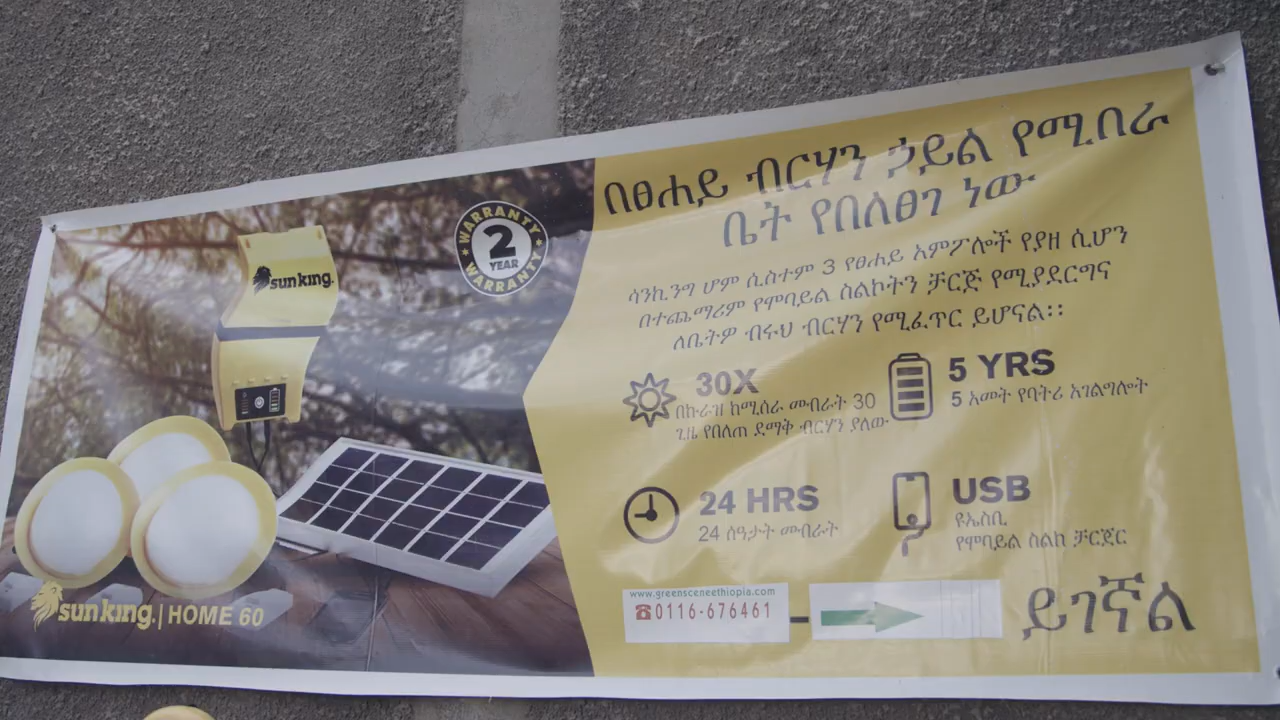 በፀሐይ ብርሃን ኃይል የሚበራ
ቤት የበለፀገ ነው
ሳንኪንግ ሆም ሲስተም 3 የፀሐይ አምፖሎች የያዘ ሲሆን
በተጨማሪም የሞባይል ስልኮትን ቻርጅ የሚያደርግና
ለቤትዎ ብሩህ ብርሃን የሚፈጥር ይሆናል፡፡
30X
በኩራዝ ከሚሰራ መብራት 30
ጊዜ የበለጠ ደማቅ ብርሃን ያለው
5 YRS
5 አመት የባትሪ አገልግሎት
24 HRS
24 ሰዓታት መብራት
USB
ዩኤስቢ
የሞባይል ስልክ ቻርጀር
www.greensceneethiopia.com
☎0116-676461
ይገኛል
WARRANTY
2
YEAR
WARRANTY
sun king.
sun king. | HOME 60